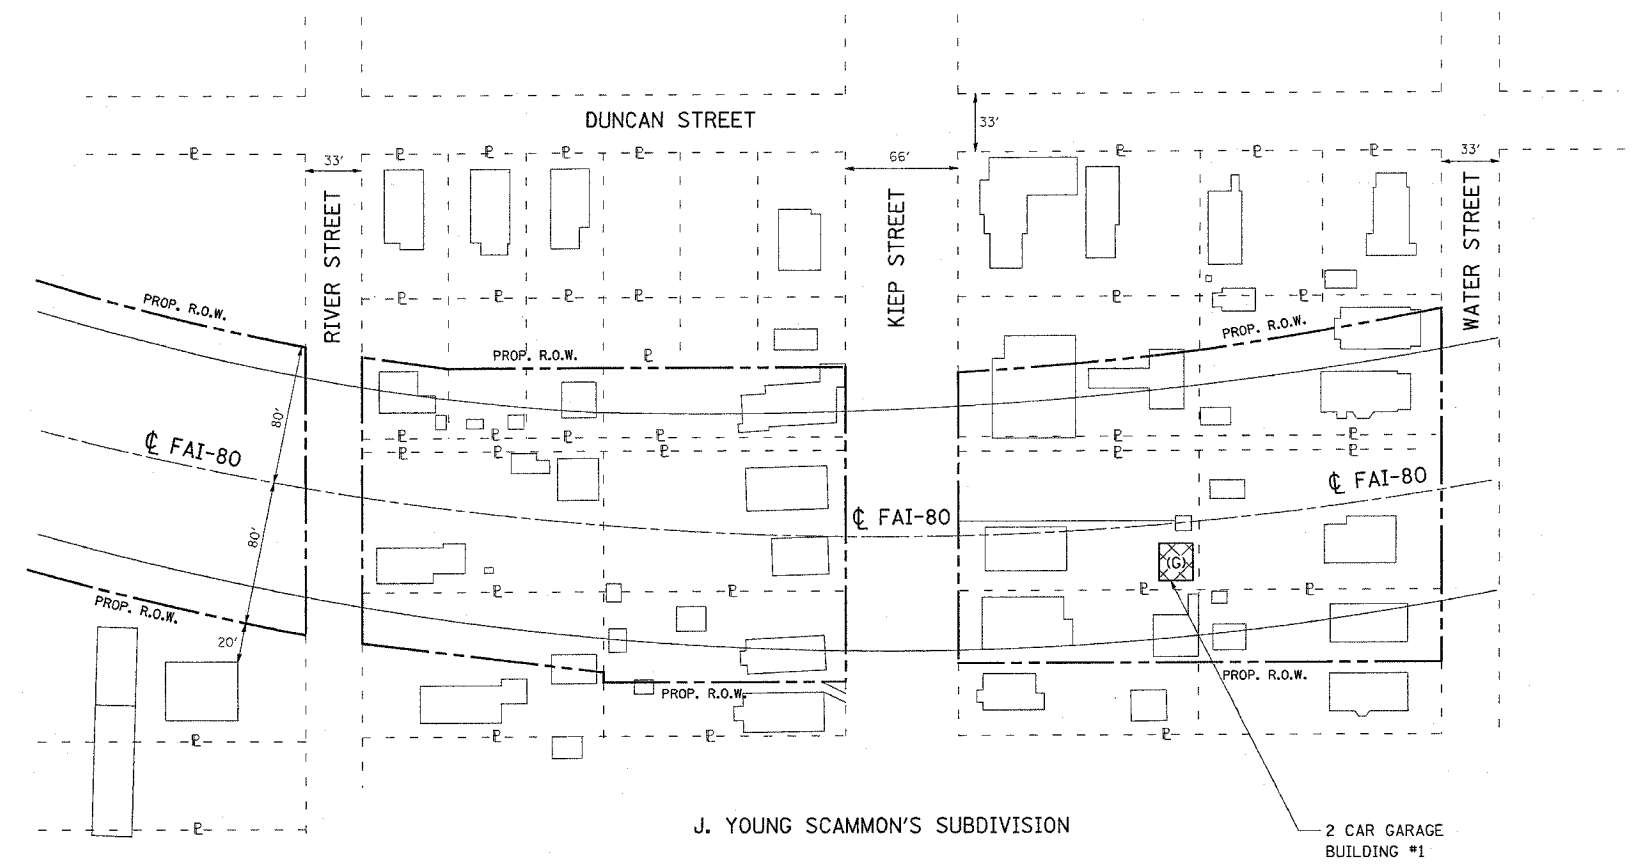 DUNCAN STREET
33'
℄ FAI-80
33'
66'
33'
RIVER STREET
KIEP STREET
WATER STREET
PROP. R.O.W.
PROP. R.O.W.
PROP. R.O.W.
80'
80'
20'
℄ FAI-80
℄ FAI-80
(G)
PROP. R.O.W.
PROP. R.O.W.
PROP. R.O.W.
J. YOUNG SCAMMON'S SUBDIVISION
2 CAR GARAGE
BUILDING #1